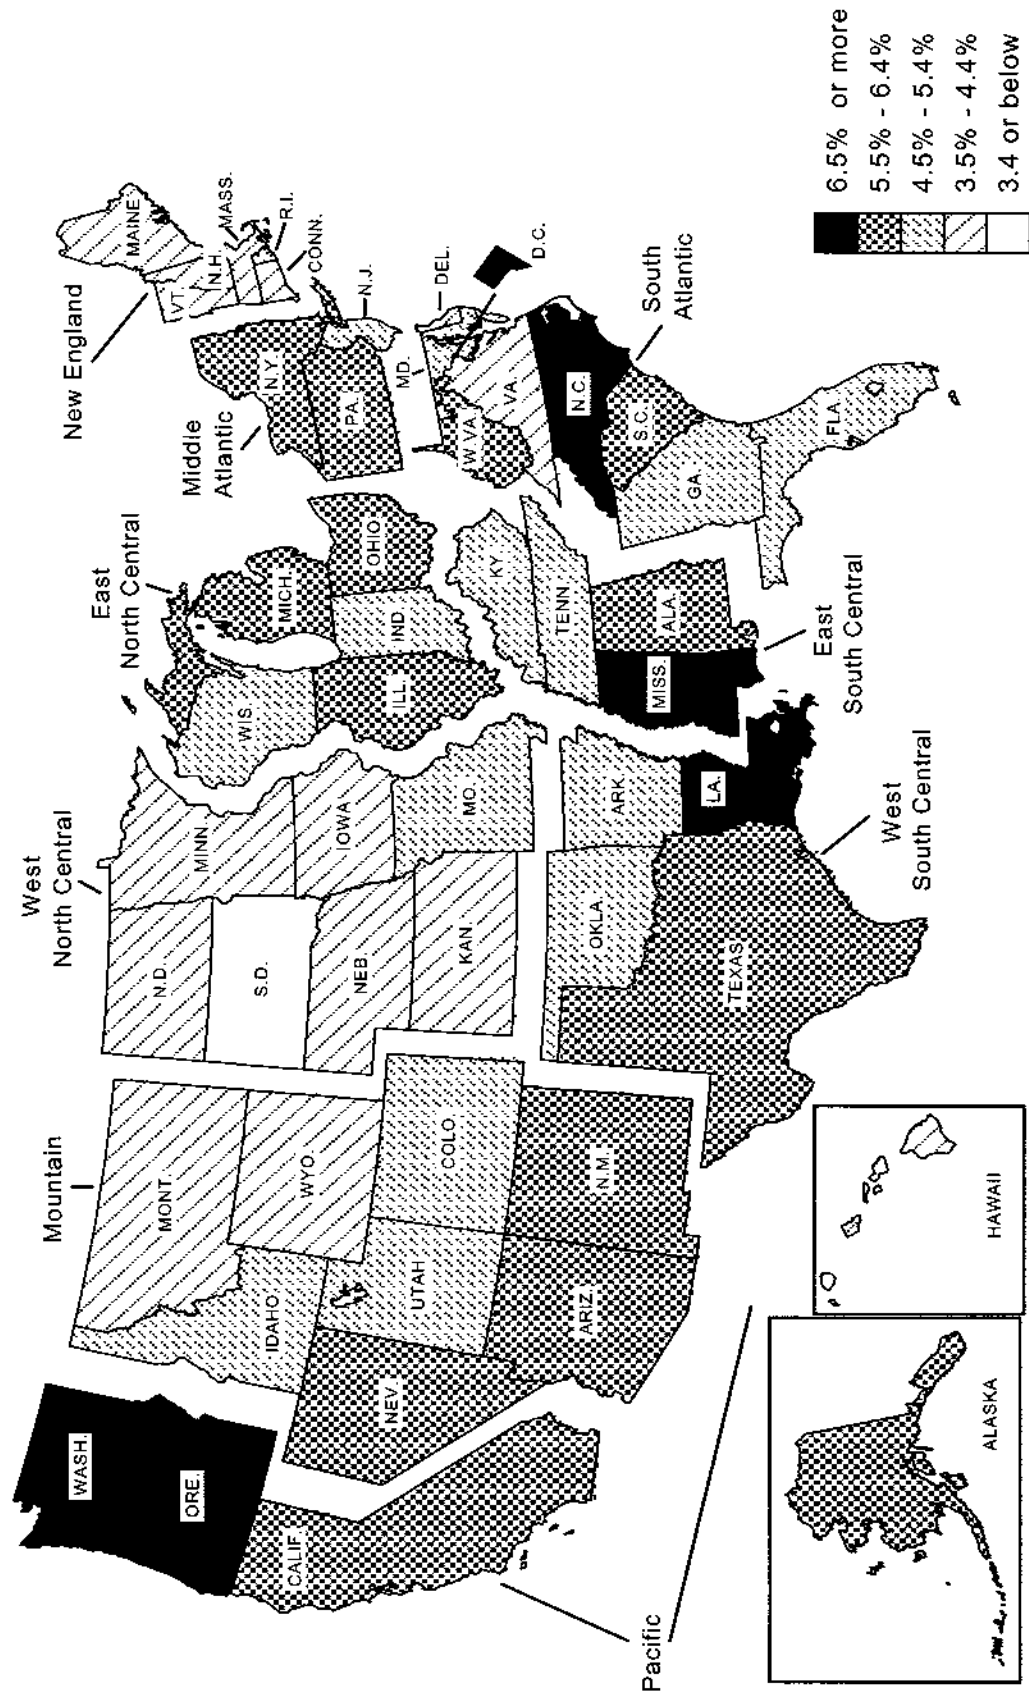 Pacific
Mountain
West
North Central
East
North Central
Middle
Atlantic
New England
WASH.
ORE.
CALIF.
NEV.
IDAHO
MONT.
WYO.
UTAH
COLO.
ARIZ.
N.M.
N.D.
S.D.
NEB.
KAN.
MINN.
IOWA
MO.
OKLA.
TEXAS
ARK.
LA.
WIS.
ILL.
MICH.
IND.
OHIO
KY.
TENN.
MISS.
ALA.
N.Y.
PA.
N.J.
MAINE
VT.
N.H.
MASS.
R.I.
CONN.
MD.
DEL.
D.C.
W.VA.
VA.
N.C.
S.C.
GA.
FLA.
South
Atlantic
East
South Central
West
South Central
ALASKA
HAWAII
6.5% or more
5.5% - 6.4%
4.5% - 5.4%
3.5% - 4.4%
3.4 or below